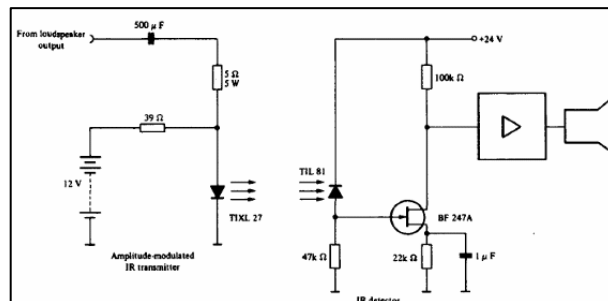 From loudspeaker
output
500 μF
5 Ω
5 W
39 Ω
12 V
TIXL 27
Amplitude-modulated
IR transmitter
+24 V
100k Ω
TIL 81
BF 247A
47k Ω
22k Ω
1 μF
IR detector